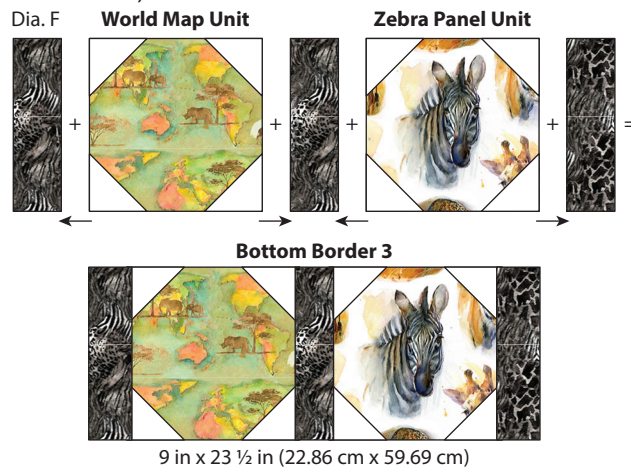 Dia. F World Map Unit Zebra Panel Unit
+ + + + =
Bottom Border 3
9 in x 23 ½ in (22.86 cm x 59.69 cm)